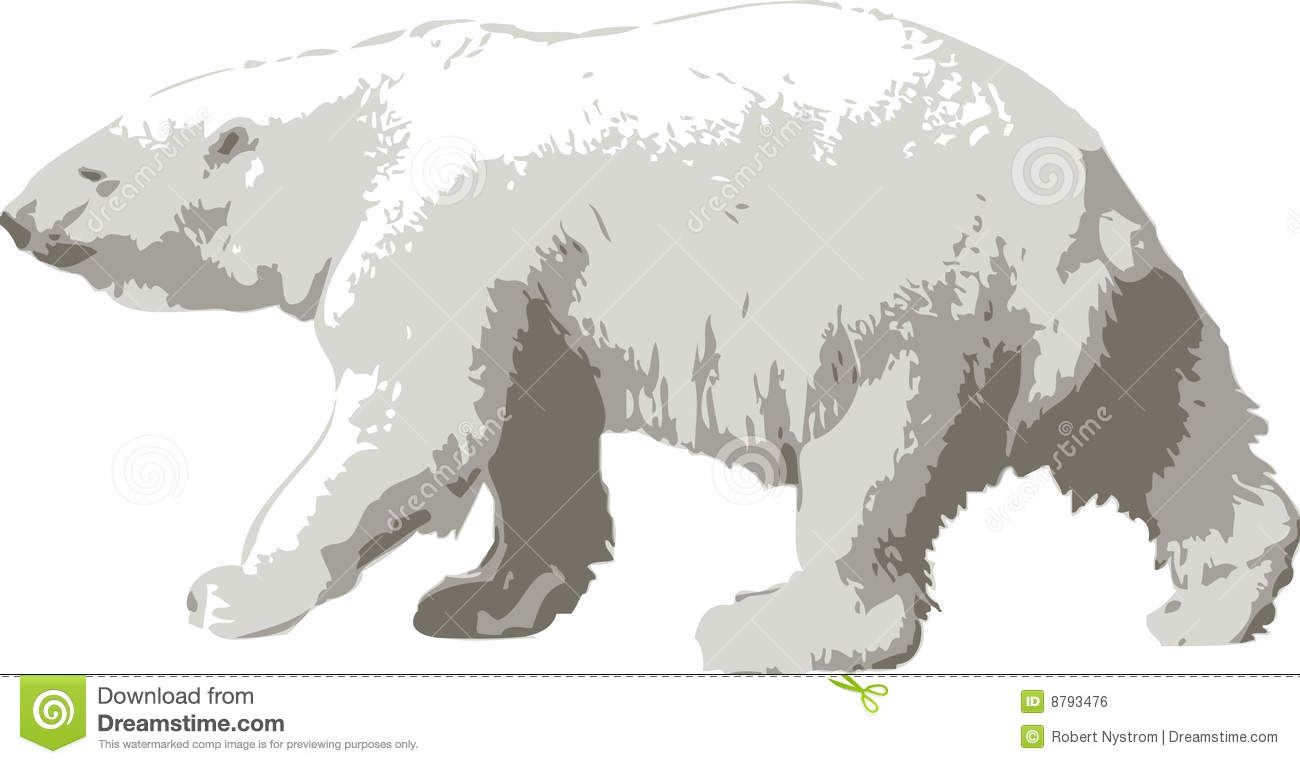 dreamstime
dreamstime
dreamstime
dreamstime
Download from
Dreamstime.com
This watermarked comp image is for previewing purposes only.
ID 8793476
© Robert Nystrom | Dreamstime.com